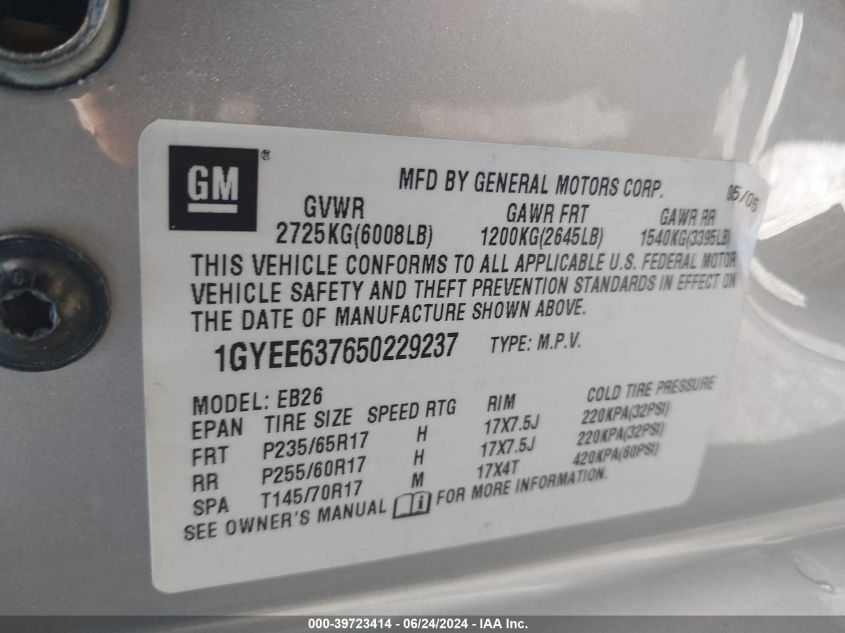 GM ®
MFD BY GENERAL MOTORS CORP. 05/05
GVWR GAWR FRT GAWR RR
2725KG(6008LB) 1200KG(2645LB) 1540KG(3395LB)
THIS VEHICLE CONFORMS TO ALL APPLICABLE U.S. FEDERAL MOTOR
VEHICLE SAFETY AND THEFT PREVENTION STANDARDS IN EFFECT ON
THE DATE OF MANUFACTURE SHOWN ABOVE.
1GYEE637650229237 TYPE: M.P.V.
MODEL: EB26
EPAN TIRE SIZE SPEED RTG RIM COLD TIRE PRESSURE
FRT P235/65R17 H 17X7.5J 220KPA(32PSI)
RR P255/60R17 H 17X7.5J 220KPA(32PSI)
SPA T145/70R17 M 17X4T 420KPA(60PSI)
SEE OWNER'S MANUAL i FOR MORE INFORMATION.
000-39723414 - 06/24/2024 - IAA Inc.